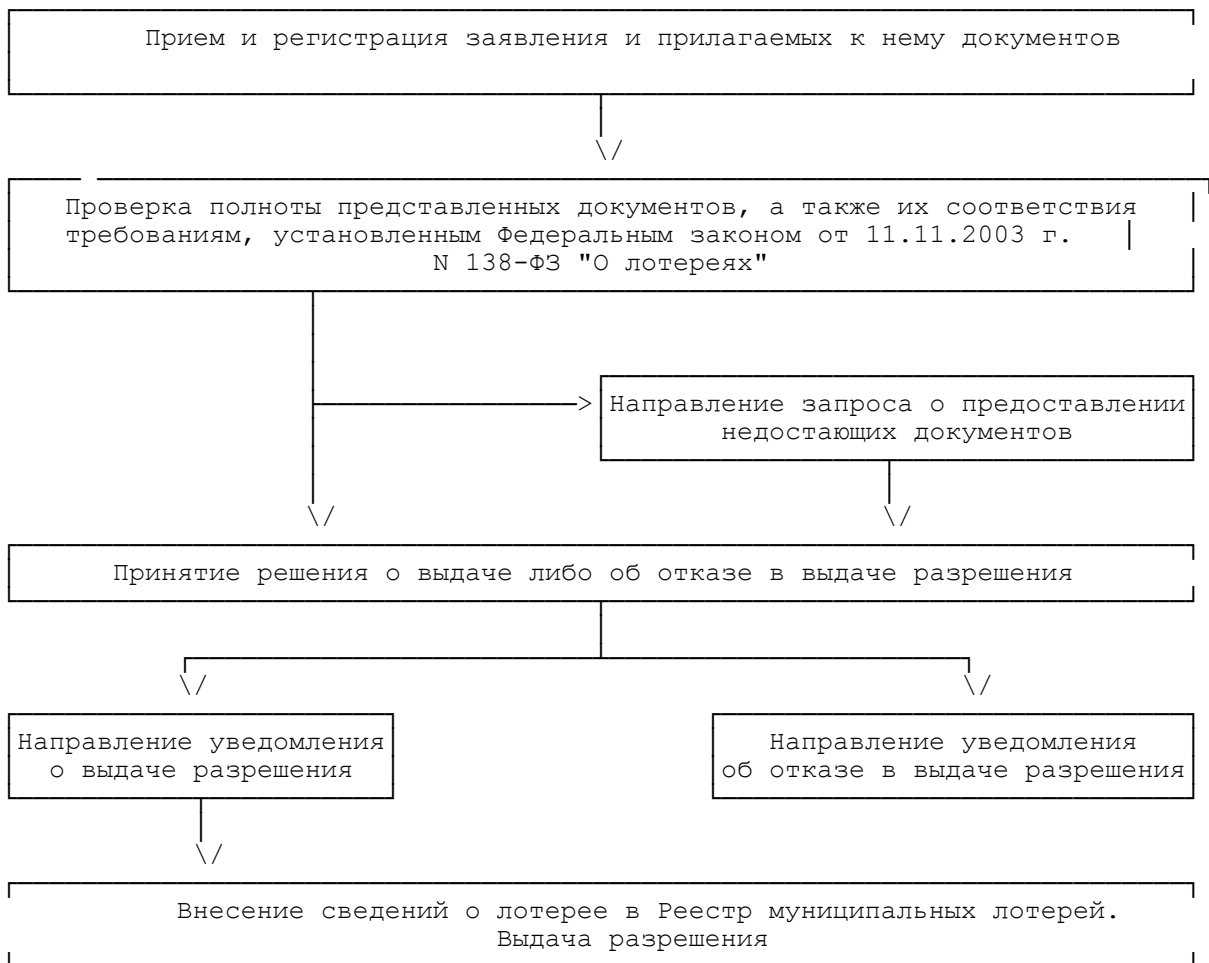 Прием и регистрация заявления и прилагаемых к нему документов
Проверка полноты представленных документов, а также их соответствия
требованиям, установленным Федеральным законом от 11.11.2003 г.
N 138-ФЗ "О лотереях"
Направление запроса о предоставлении
недостающих документов
Принятие решения о выдаче либо об отказе в выдаче разрешения
Направление уведомления
о выдаче разрешения
Направление уведомления
об отказе в выдаче разрешения
Внесение сведений о лотерее в Реестр муниципальных лотерей.
Выдача разрешения